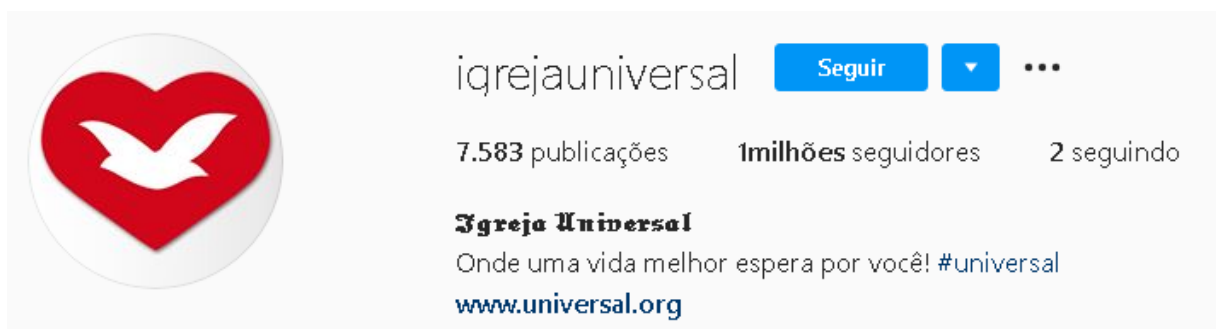 igrejauniversal Seguir
7.583 publicações 1milhões seguidores 2 seguindo
𝕴𝖌𝖗𝖊𝖏𝖆 𝖀𝖓𝖎𝖛𝖊𝖗𝖘𝖆𝖑
Onde uma vida melhor espera por você! #universal
www.universal.org